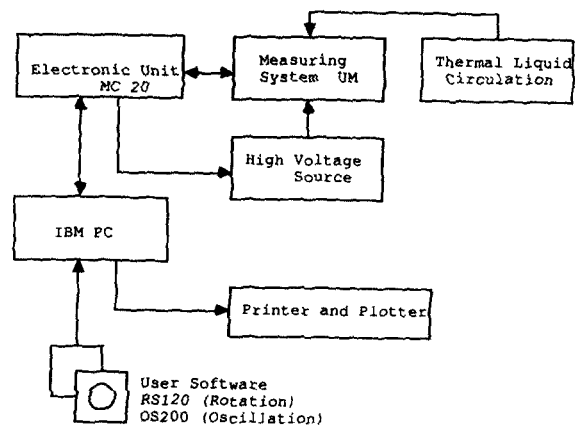 Electronic Unit
MC 20
Measuring
System UM
Thermal Liquid
Circulation
High Voltage
Source
IBM PC
Printer and Plotter
User Software
RS120 (Rotation)
OS200 (Oscillation)